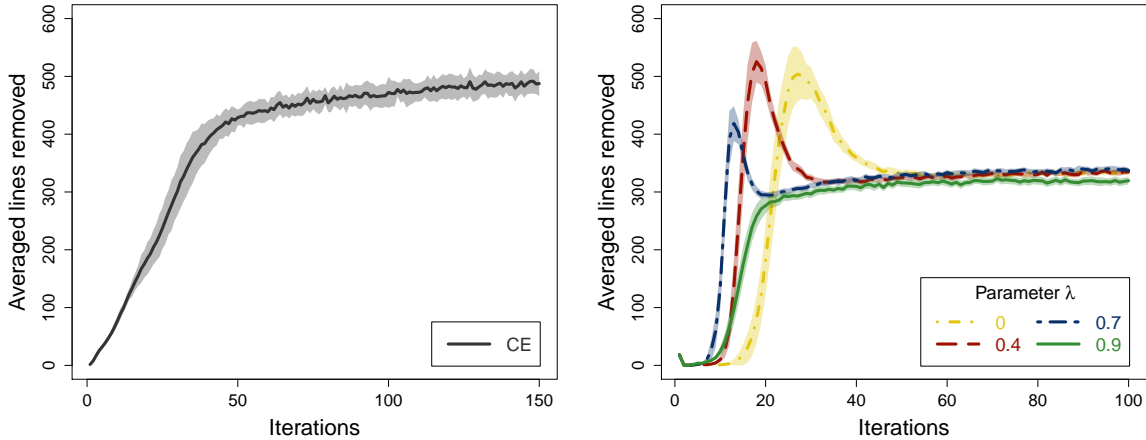 Averaged lines removed
0 100 200 300 400 500 600
0 50 100 150
Iterations
CE
Averaged lines removed
0 100 200 300 400 500 600
0 20 40 60 80 100
Iterations
Parameter λ
0 0.7
0.4 0.9